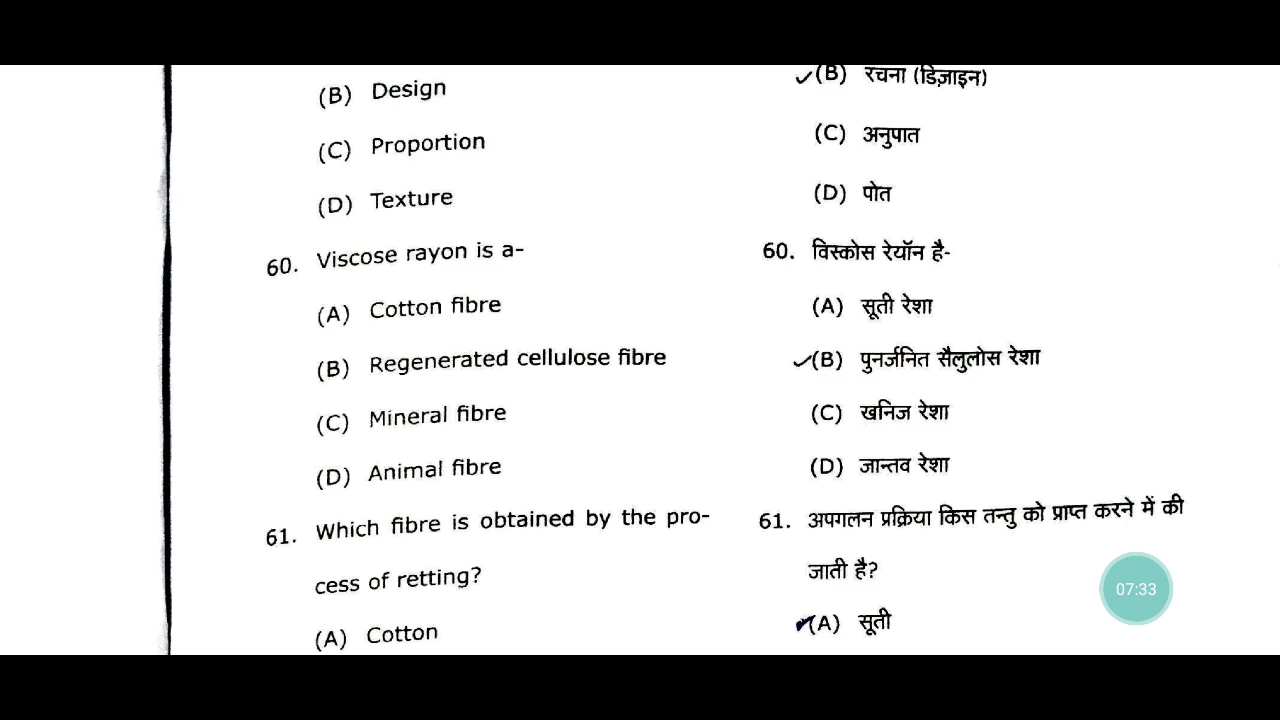 (B) Design
(C) Proportion
(D) Texture
60. Viscose rayon is a-
(A) Cotton fibre
(B) Regenerated cellulose fibre
(C) Mineral fibre
(D) Animal fibre
61. Which fibre is obtained by the pro-
cess of retting?
(A) Cotton
✓(B) रचना (डिज़ाइन)
(C) अनुपात
(D) पोत
60. विस्कोस रेयॉन है-
(A) सूती रेशा
✓(B) पुनर्जनित सैलुलोस रेशा
(C) खनिज रेशा
(D) जान्तव रेशा
61. अपगलन प्रक्रिया किस तन्तु को प्राप्त करने में की
जाती है?
✓(A) सूती
07:33